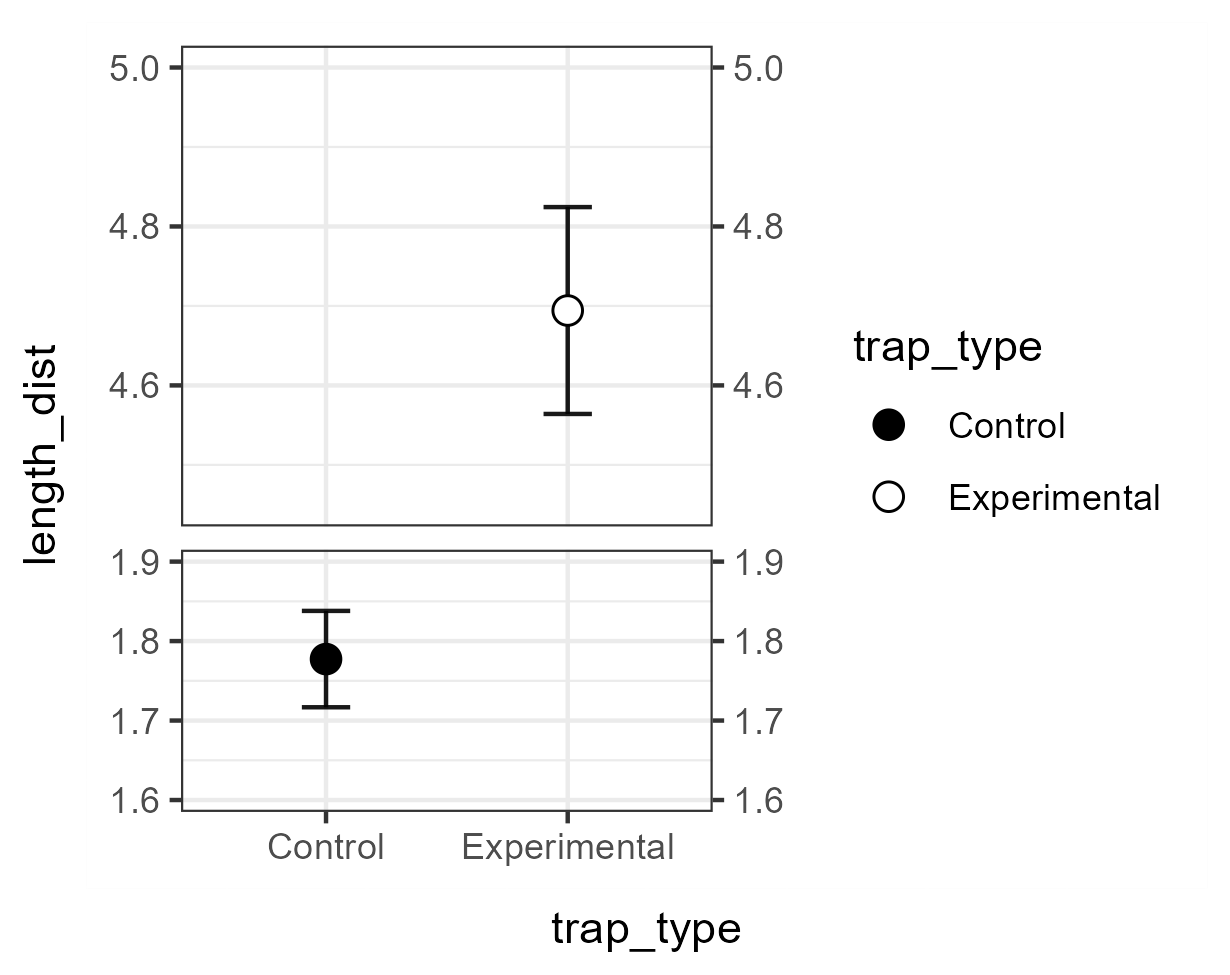 5.0
4.8
4.6
5.0
4.8
4.6
length_dist
1.9
1.8
1.7
1.6
1.9
1.8
1.7
1.6
Control
Experimental
trap_type
trap_type
Control
Experimental